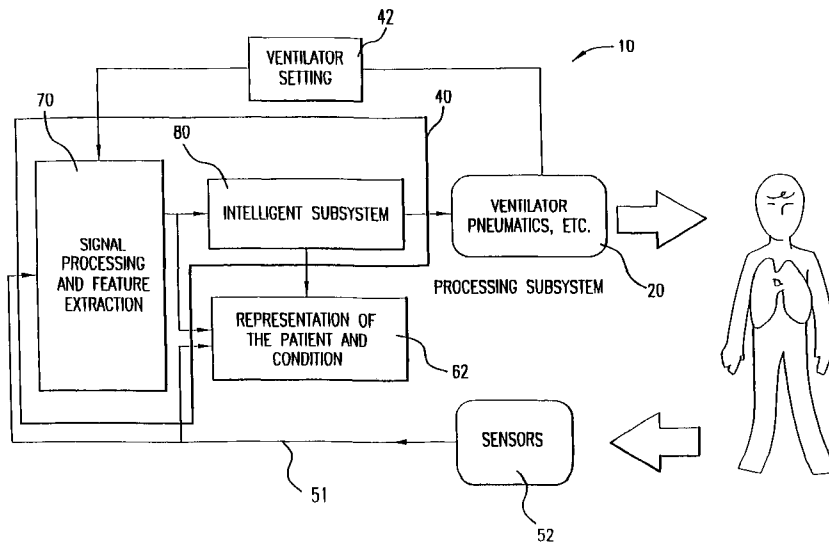 42
VENTILATOR
SETTING
10
70
40
80
INTELLIGENT SUBSYSTEM
VENTILATOR
PNEUMATICS, ETC.
SIGNAL
PROCESSING
AND FEATURE
EXTRACTION
PROCESSING SUBSYSTEM
20
REPRESENTATION OF
THE PATIENT AND
CONDITION
62
SENSORS
51
52